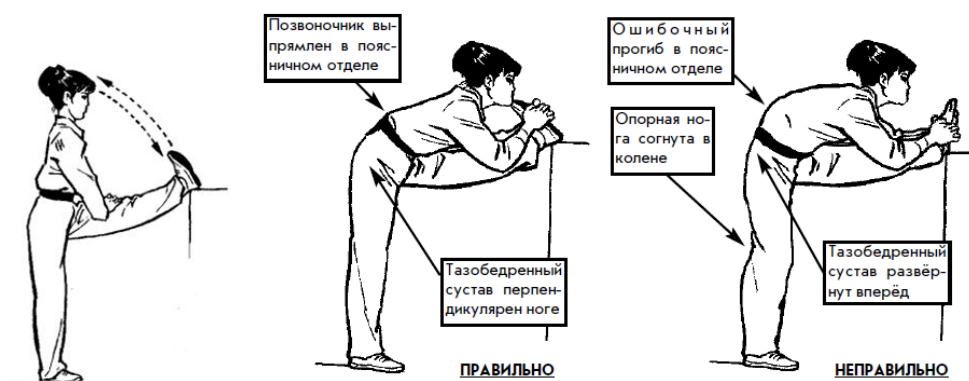 Позвоночник вы-
прямлен в пояс-
ничном отделе
Тазобедренный
сустав перпен-
дикулярен ноге
ПРАВИЛЬНО
Ошибочный
прогиб в пояс-
ничном отделе
Опорная но-
га согнута в
колене
Тазобедренный
сустав развёр-
нут вперёд
НЕПРАВИЛЬНО